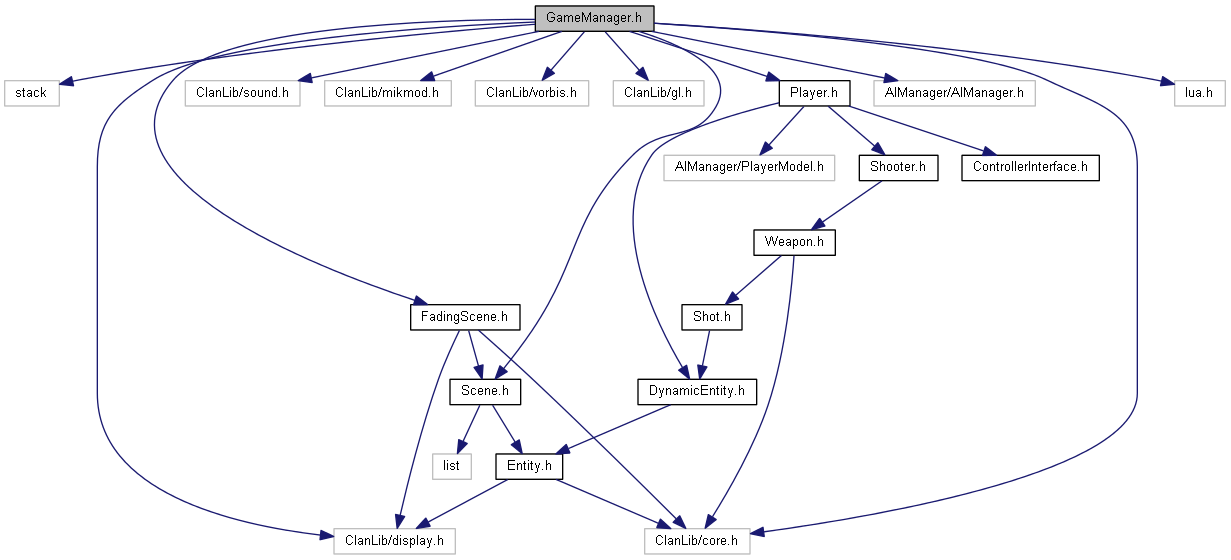 GameManager.h
stack
ClanLib/sound.h
ClanLib/mikmod.h
ClanLib/vorbis.h
ClanLib/gl.h
Player.h
AIManager/AIManager.h
lua.h
AIManager/PlayerModel.h
Shooter.h
ControllerInterface.h
Weapon.h
FadingScene.h
Shot.h
Scene.h
DynamicEntity.h
list
Entity.h
ClanLib/display.h
ClanLib/core.h